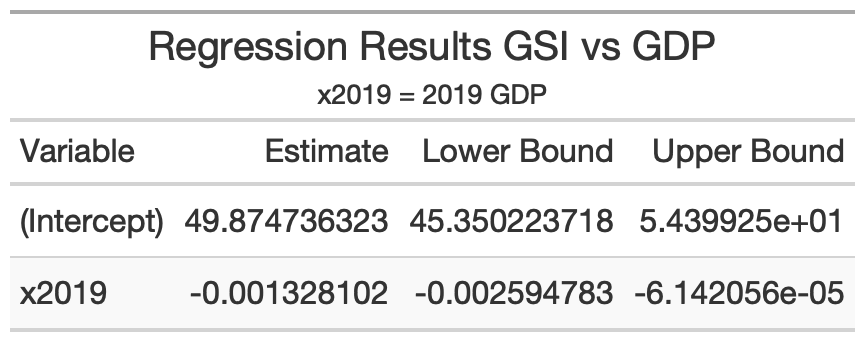 Regression Results GSI vs GDP
x2019 = 2019 GDP
Variable Estimate Lower Bound Upper Bound
(Intercept) 49.874736323 45.350223718 5.439925e+01
x2019 -0.001328102 -0.002594783 -6.142056e-05